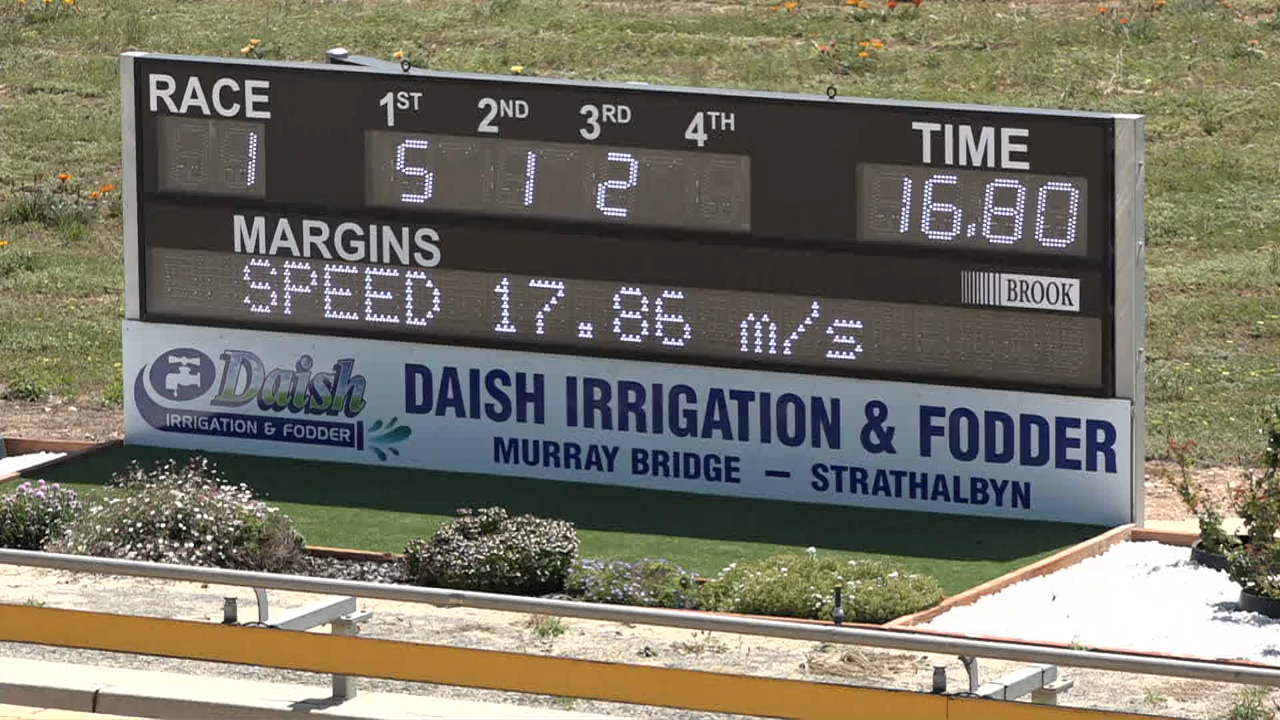 RACE 1ST 2ND 3RD 4TH TIME
1 5 1 2 16.80
MARGINS
BROOK
SPEED 17.86 m/s
Daish
IRRIGATION & FODDER
DAISH IRRIGATION & FODDER
MURRAY BRIDGE – STRATHALBYN